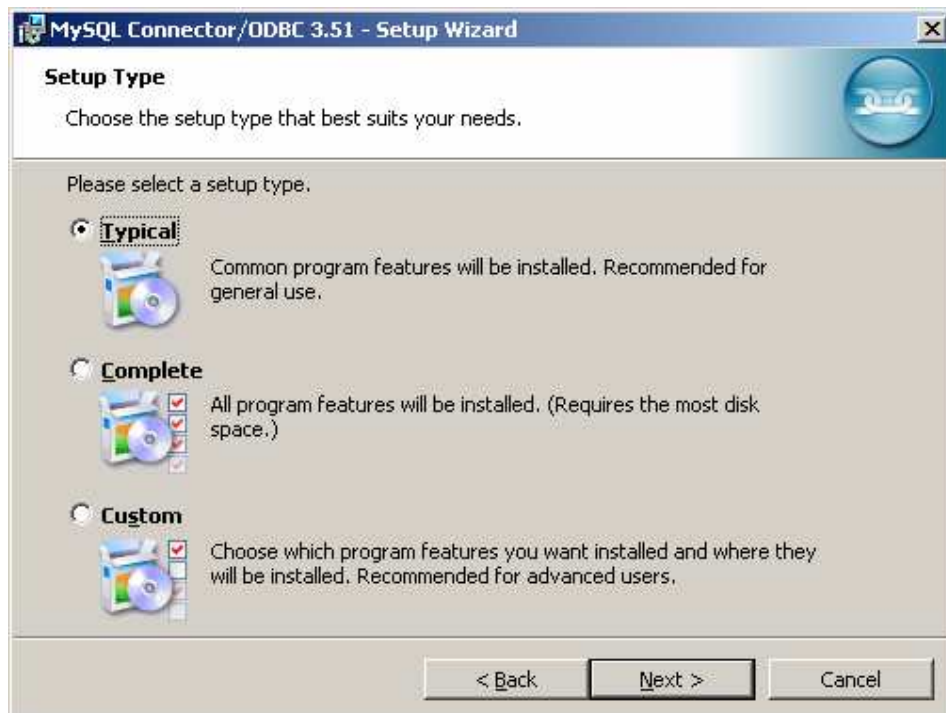 MySQL Connector/ODBC 3.51 - Setup Wizard
Setup Type
Choose the setup type that best suits your needs.
Please select a setup type.
Typical
Common program features will be installed. Recommended for
general use.
Complete
All program features will be installed. (Requires the most disk
space.)
Custom
Choose which program features you want installed and where they
will be installed. Recommended for advanced users.
< Back
Next >
Cancel